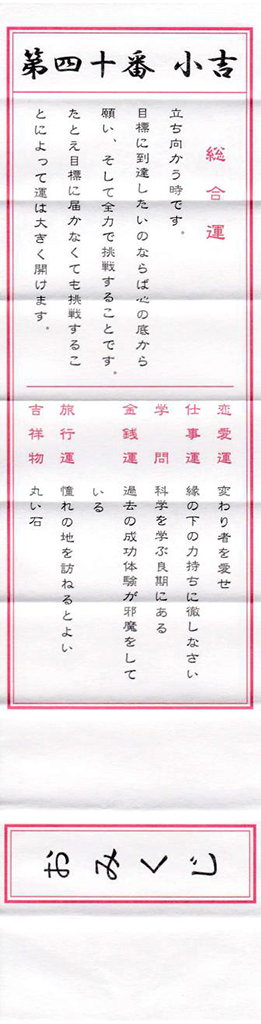 第四十番 小吉
総合運
立ち向かう時です。
目標に到達したいのならば心の底から
願い、そして全力で挑戦することです。
たとえ目標に届かなくても挑戦するこ
とによって運は大きく開けます。
恋愛運 変わり者を愛せ
仕事運 縁の下の力持ちに徹しなさい
学問 科学を学ぶ良期にある
金銭運 過去の成功体験が邪魔をして
いる
旅行運 憧れの地を訪ねるとよい
吉祥物 丸い石
おみくじ